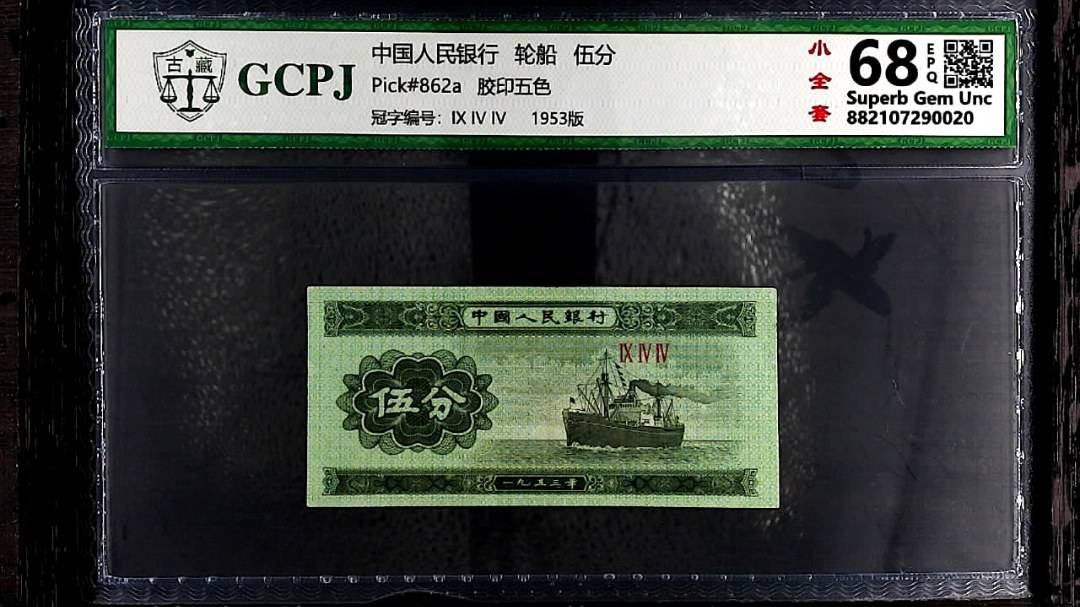 古藏
GCPJ
中国人民银行 轮船 伍分
Pick#862a 胶印五色
冠字编号: IX IV IV 1953版
小全套
68
EPQ
Superb Gem Unc
882107290020
中國人民銀行
IX IV IV
伍分
一九五三年